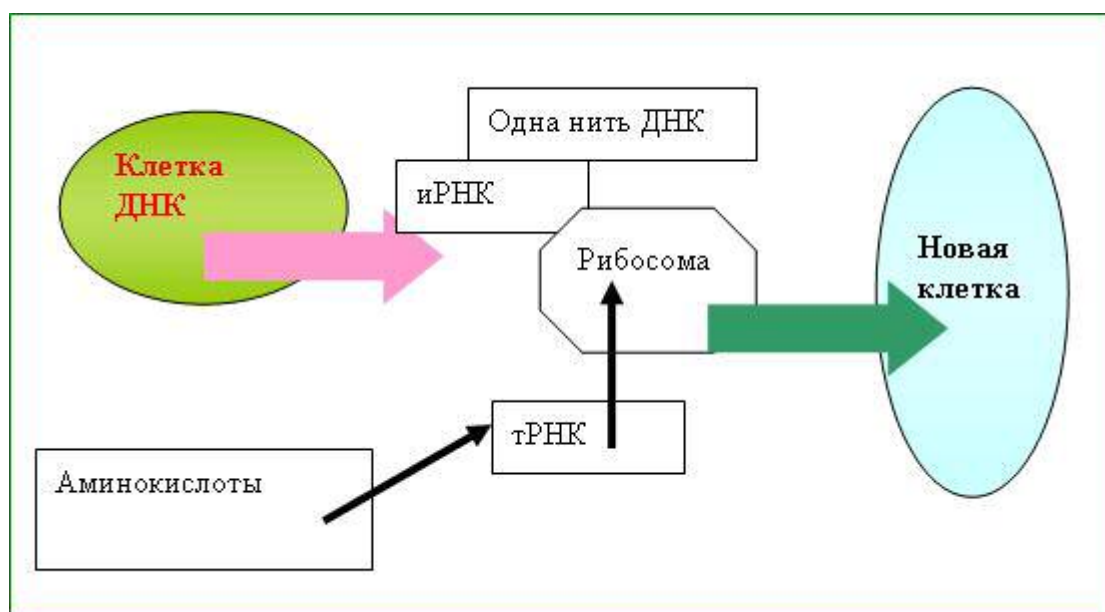 Одна нить ДНК
Клетка
ДНК
иРНК
Рибосома
Новая
клетка
тРНК
Аминокислоты